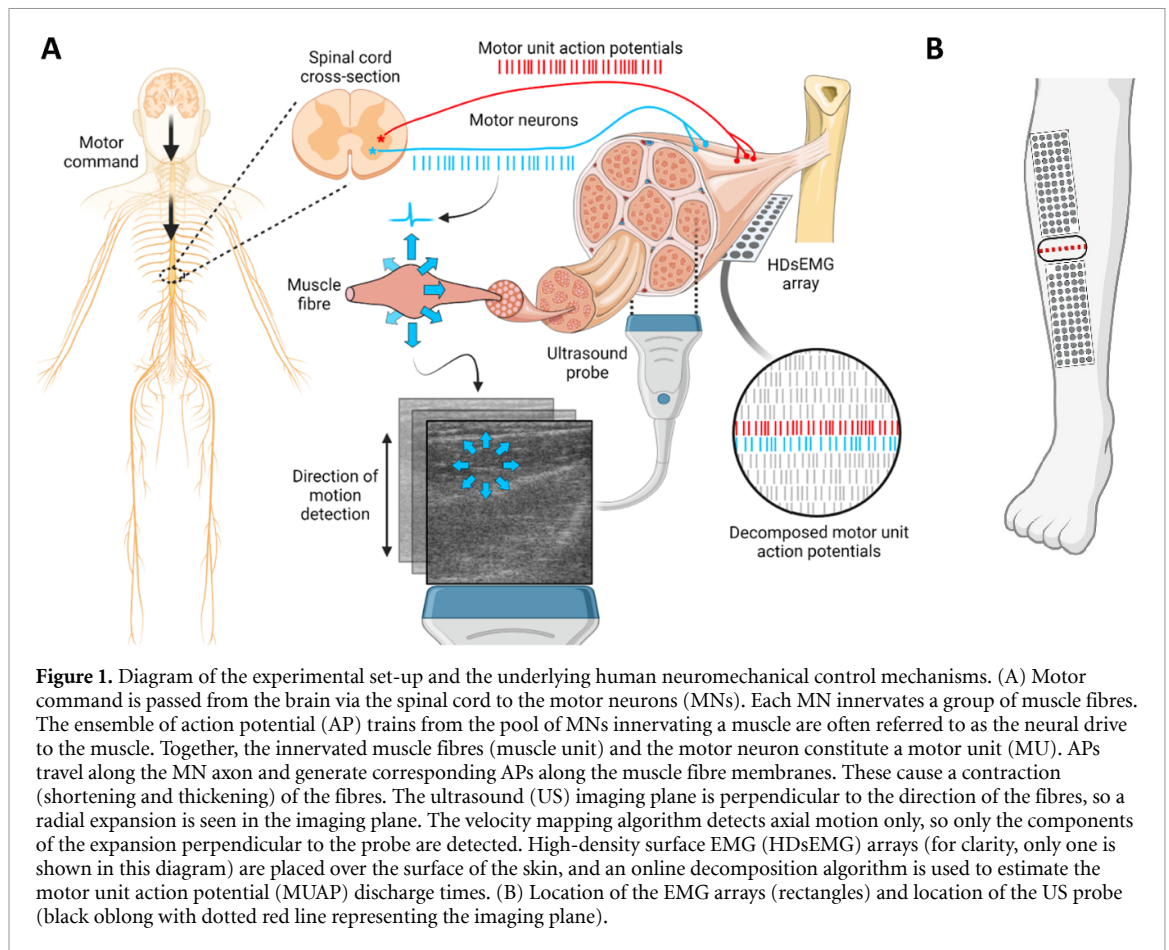 A
B
Spinal cord
cross-section
Motor unit action potentials
Motor
command
Motor neurons
Muscle
fibre
HDsEMG
array
Ultrasound
probe
Direction of
motion
detection
Decomposed motor unit
action potentials
Figure 1. Diagram of the experimental set-up and the underlying human neuromechanical control mechanisms. (A) Motor
command is passed from the brain via the spinal cord to the motor neurons (MNs). Each MN innervates a group of muscle fibres.
The ensemble of action potential (AP) trains from the pool of MNs innervating a muscle are often referred to as the neural drive
to the muscle. Together, the innervated muscle fibres (muscle unit) and the motor neuron constitute a motor unit (MU). APs
travel along the MN axon and generate corresponding APs along the muscle fibre membranes. These cause a contraction
(shortening and thickening) of the fibres. The ultrasound (US) imaging plane is perpendicular to the direction of the fibres, so a
radial expansion is seen in the imaging plane. The velocity mapping algorithm detects axial motion only, so only the components
of the expansion perpendicular to the probe are detected. High-density surface EMG (HDsEMG) arrays (for clarity, only one is
shown in this diagram) are placed over the surface of the skin, and an online decomposition algorithm is used to estimate the
motor unit action potential (MUAP) discharge times. (B) Location of the EMG arrays (rectangles) and location of the US probe
(black oblong with dotted red line representing the imaging plane).